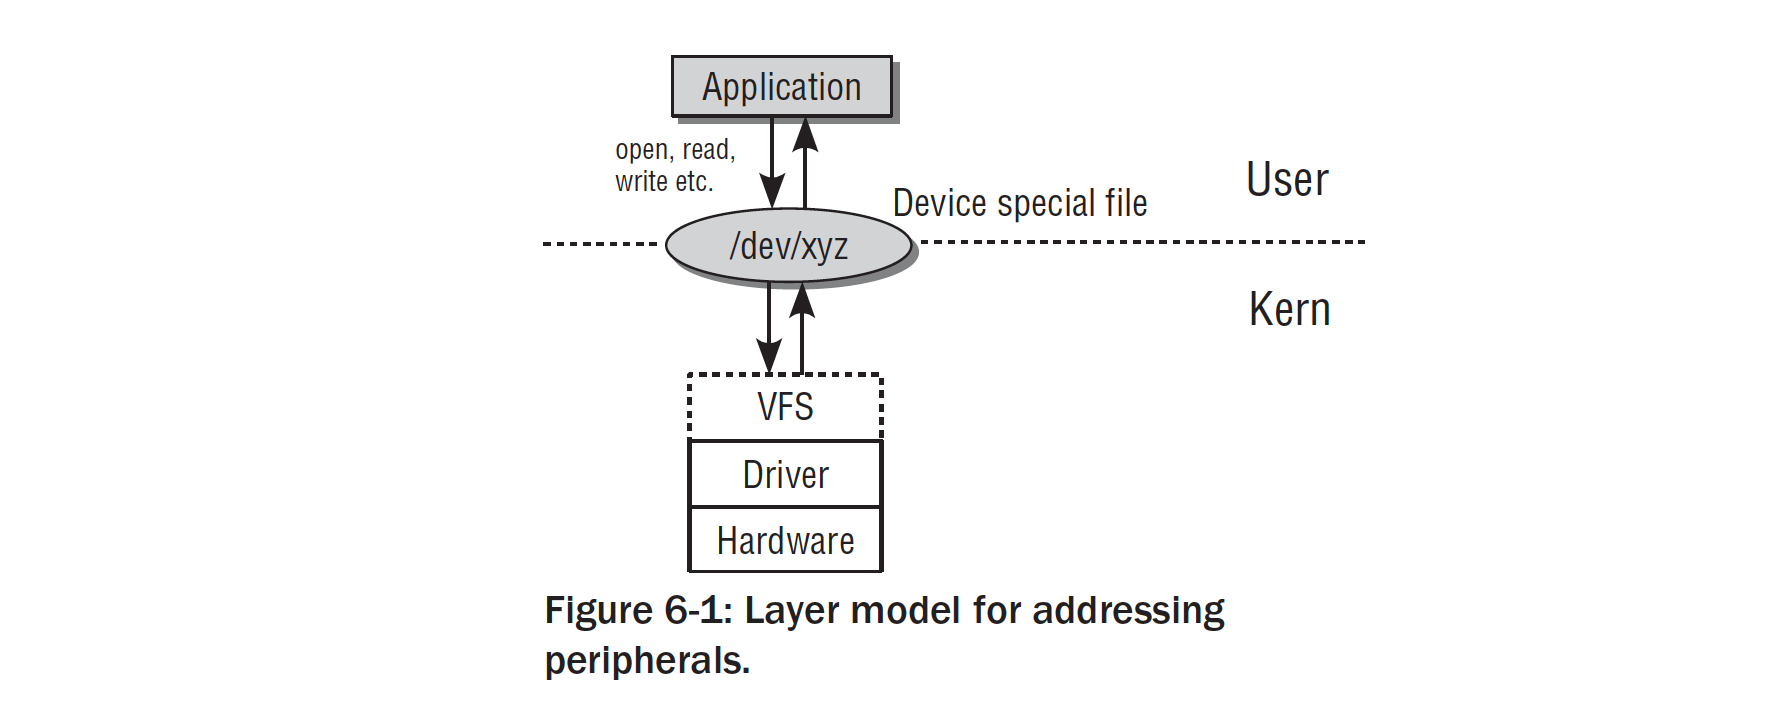 Application
open, read,
write etc.
Device special file
User
/dev/xyz
Kern
VFS
Driver
Hardware
Figure 6-1: Layer model for addressing
peripherals.